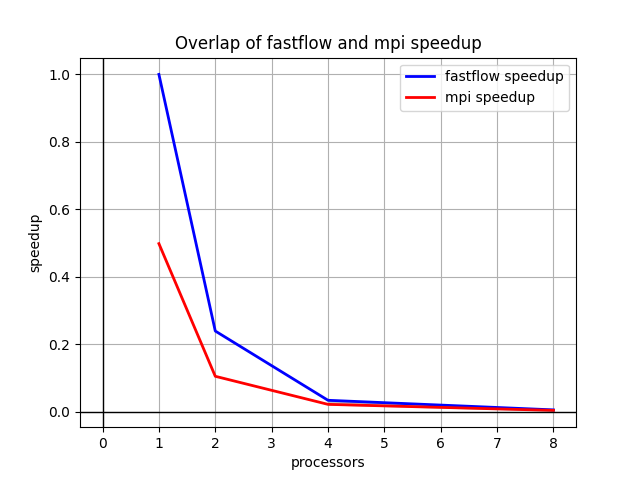 Overlap of fastflow and mpi speedup
fastflow speedup
mpi speedup
speedup
1.0
0.8
0.6
0.4
0.2
0.0
0 1 2 3 4 5 6 7 8
processors